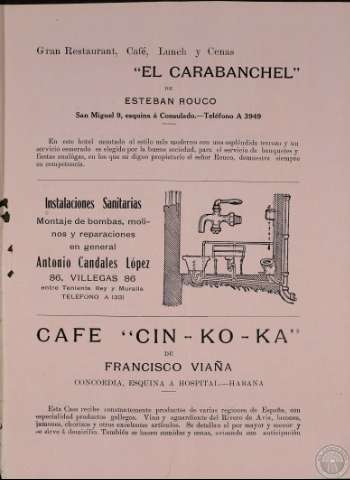 Gran Restaurant, Café, Lunch y Cenas
"EL CARABANCHEL"
DE
ESTEBAN ROUCO
San Miguel 9, esquina á Consulado.—Teléfono A 3949
En este hotel montado al estilo más moderno con una espléndida terraza y un
servicio esmerado es elegido por la buena sociedad, para el servicio de banquetes y
fiestas análogas, en los que su digno propietario el señor Rouco, demuestra siempre
su competencia.
Instalaciones Sanitarias
Montaje de bombas, moli-
nos y reparaciones
en general
Antonio Candales López
86, VILLEGAS 86
entre Teniente Rey y Muralla
TELEFONO A 1331
CAFE "CIN-KO-KA"
DE
FRANCISCO VIAÑA
CONCORDIA, ESQUINA A HOSPITAL.—HABANA
Esta Casa recibe constantemente productos de varias regiones de España, con
especialidad productos gallegos. Vino y aguardiente del Rivero de Avia, lacones,
jamones, chorizos y otros excelentes artículos. Se detallan al por mayor y menor y
se sirve á domicilio. También se hacen comidas y cenas, avisando con anticipación